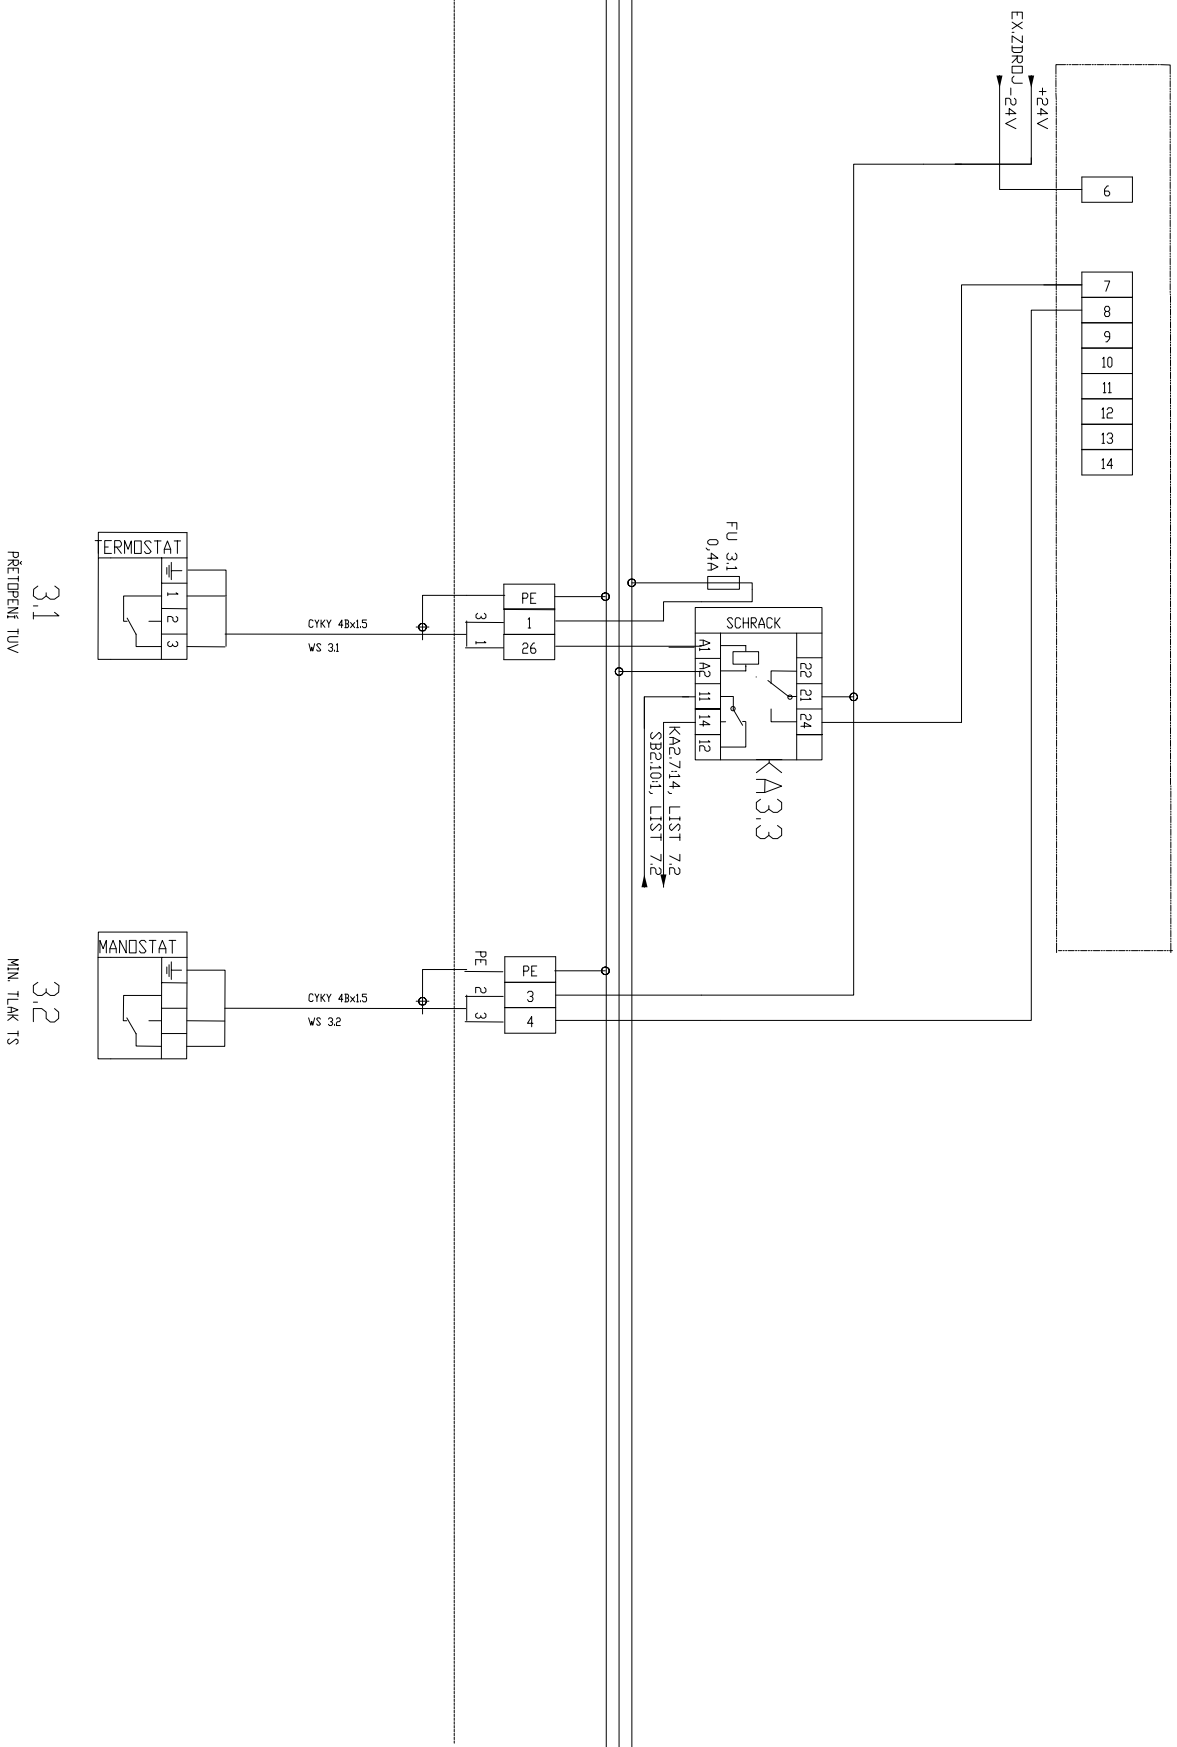 EX.ZDROJ
-24V
+24V
6
7
8
9
10
11
12
13
14
FU 3.1
0,4A
SCHRACK
A1
A2
11
14
12
22
21
24
KA3.3
KA2.7:14, LIST 7.2
SB2.10:1, LIST 7.2
TERMOSTAT
1
2
3
3.1
PŘETOPENÍ TUV
CYKY 4Bx1.5
WS 3.1
3
1
PE
1
26
MANOSTAT
3.2
MIN. TLAK TS
CYKY 4Bx1.5
WS 3.2
PE
2
3
PE
3
4